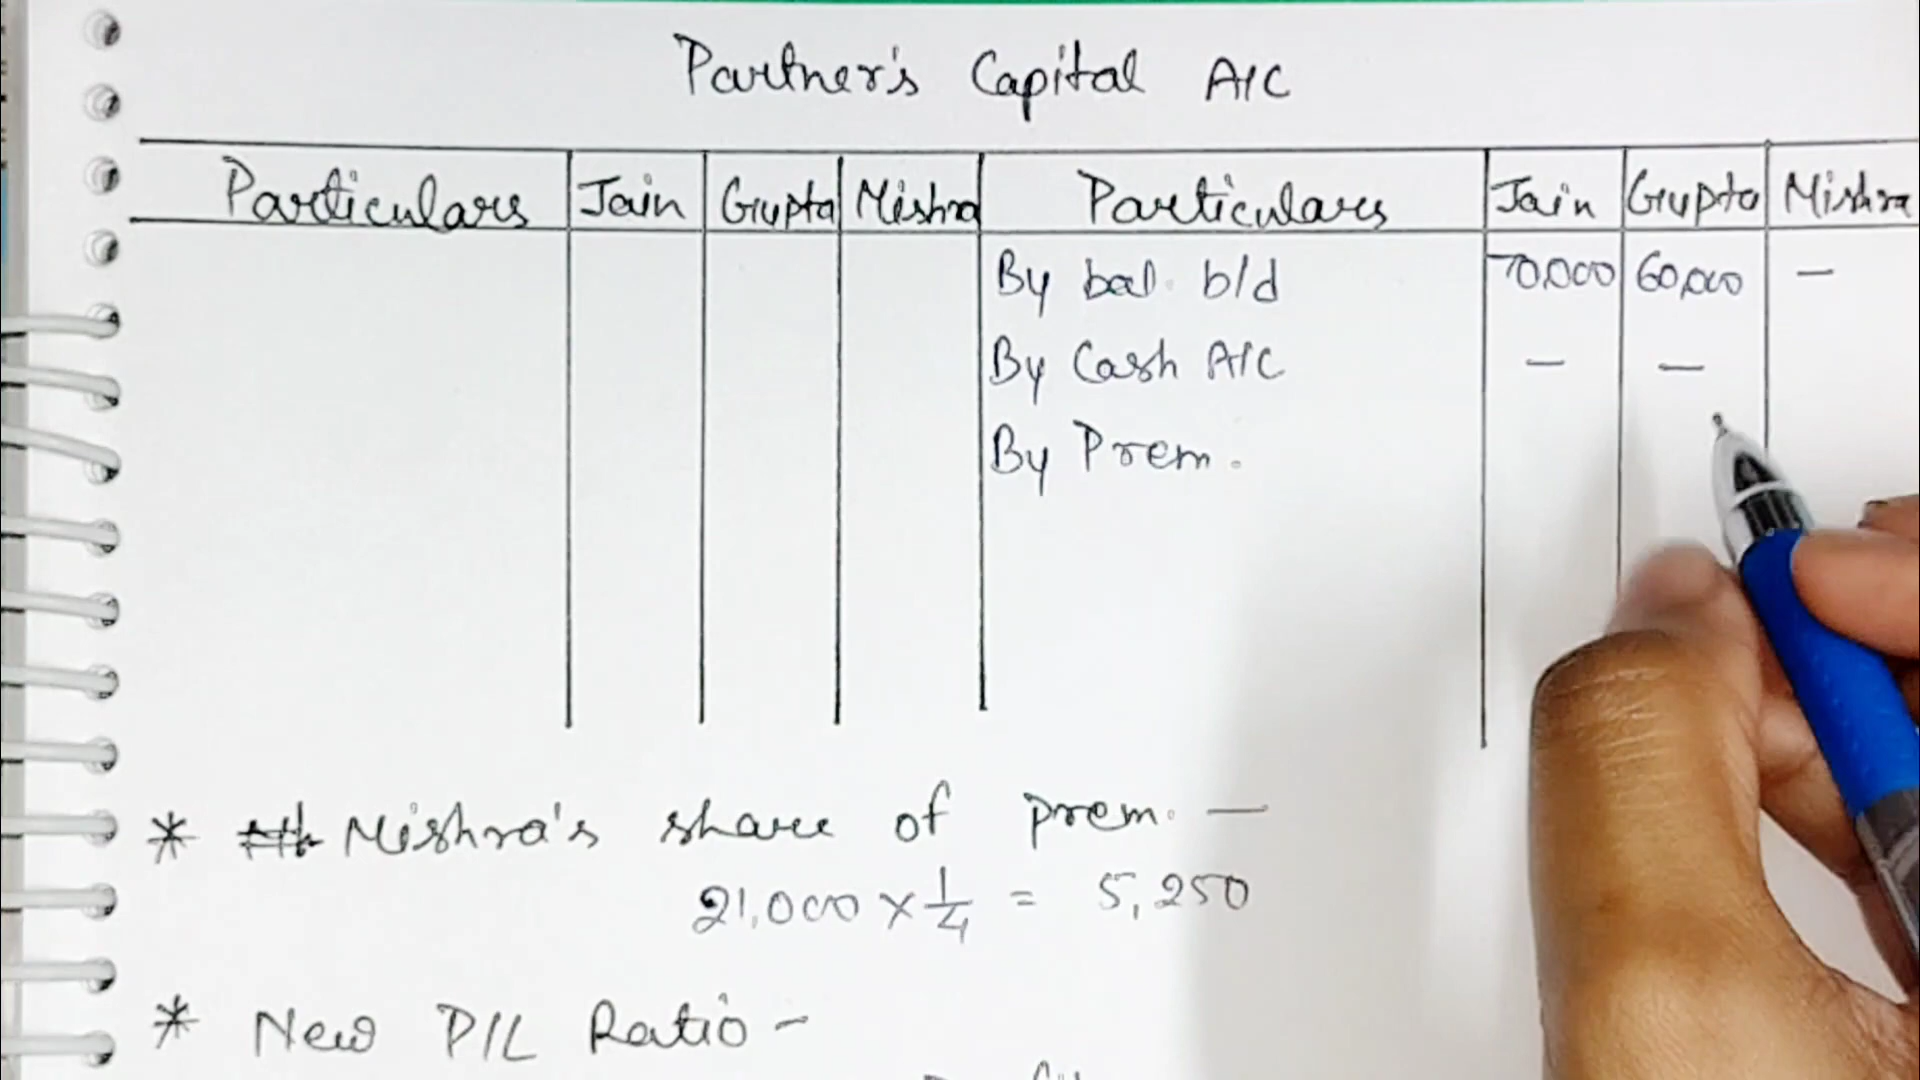 Partner's Capital A/C
Particulars Jain Gupta Mishra Particulars Jain Gupta Mishra
By bal. b/d 70,000 60,000 —
By Cash A/C — —
By Prem.
* Mishra's share of prem. —
21,000 × 1/4 = 5,250
* New P/L Ratio -